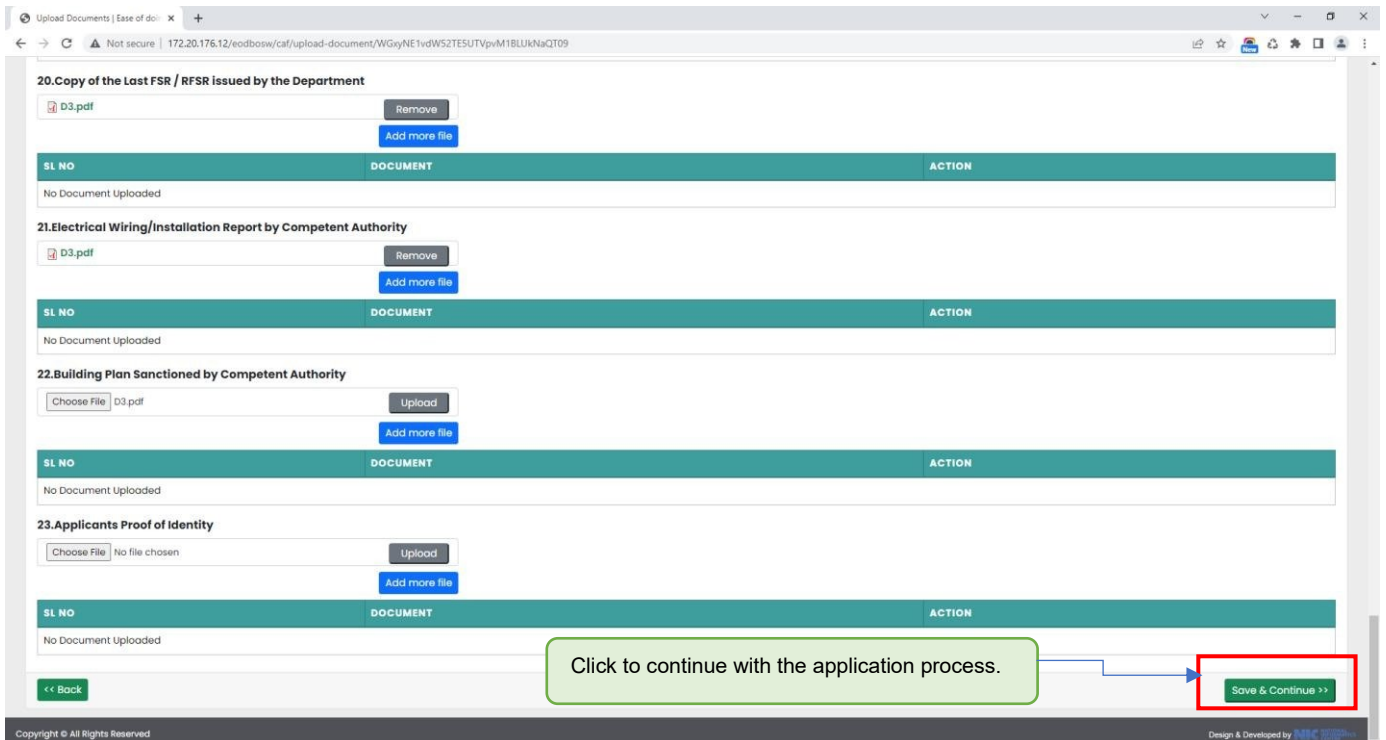 Upload Documents | Ease of doi
Not secure | 172.20.176.12/eodbosw/caf/upload-document/WGxyNE1vdWS2TE5UTVpvM1BLUkNaQT09
New
20.Copy of the Last FSR / RFSR issued by the Department
D3.pdf Remove
Add more file
SL NO DOCUMENT ACTION
No Document Uploaded
21.Electrical Wiring/Installation Report by Competent Authority
D3.pdf Remove
Add more file
SL NO DOCUMENT ACTION
No Document Uploaded
22.Building Plan Sanctioned by Competent Authority
Choose File D3.pdf Upload
Add more file
SL NO DOCUMENT ACTION
No Document Uploaded
23.Applicants Proof of Identity
Choose File No file chosen Upload
Add more file
SL NO DOCUMENT ACTION
No Document Uploaded
Click to continue with the application process.
<< Back Save & Continue >>
Copyright © All Rights Reserved Design & Developed by NIC